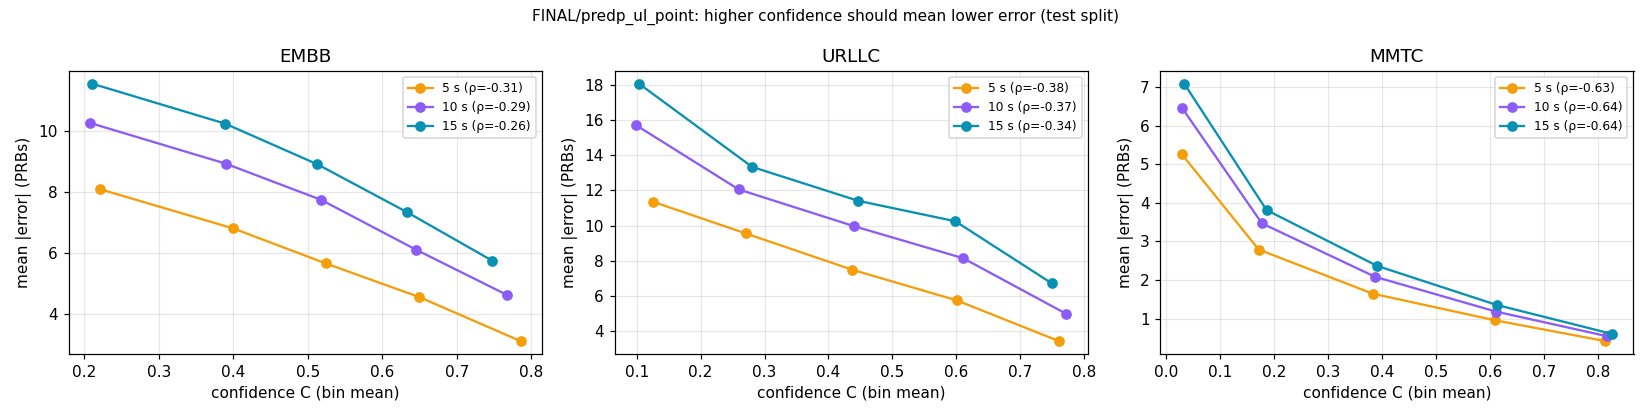 FINAL/predp_ul_point: higher confidence should mean lower error (test split)
EMBB
mean |error| (PRBs)
10
8
6
4
5 s (ρ=-0.31)
10 s (ρ=-0.29)
15 s (ρ=-0.26)
0.2 0.3 0.4 0.5 0.6 0.7 0.8
confidence C (bin mean)
URLLC
mean |error| (PRBs)
18
16
14
12
10
8
6
4
5 s (ρ=-0.38)
10 s (ρ=-0.37)
15 s (ρ=-0.34)
0.1 0.2 0.3 0.4 0.5 0.6 0.7 0.8
confidence C (bin mean)
MMTC
mean |error| (PRBs)
7
6
5
4
3
2
1
5 s (ρ=-0.63)
10 s (ρ=-0.64)
15 s (ρ=-0.64)
0.0 0.1 0.2 0.3 0.4 0.5 0.6 0.7 0.8
confidence C (bin mean)